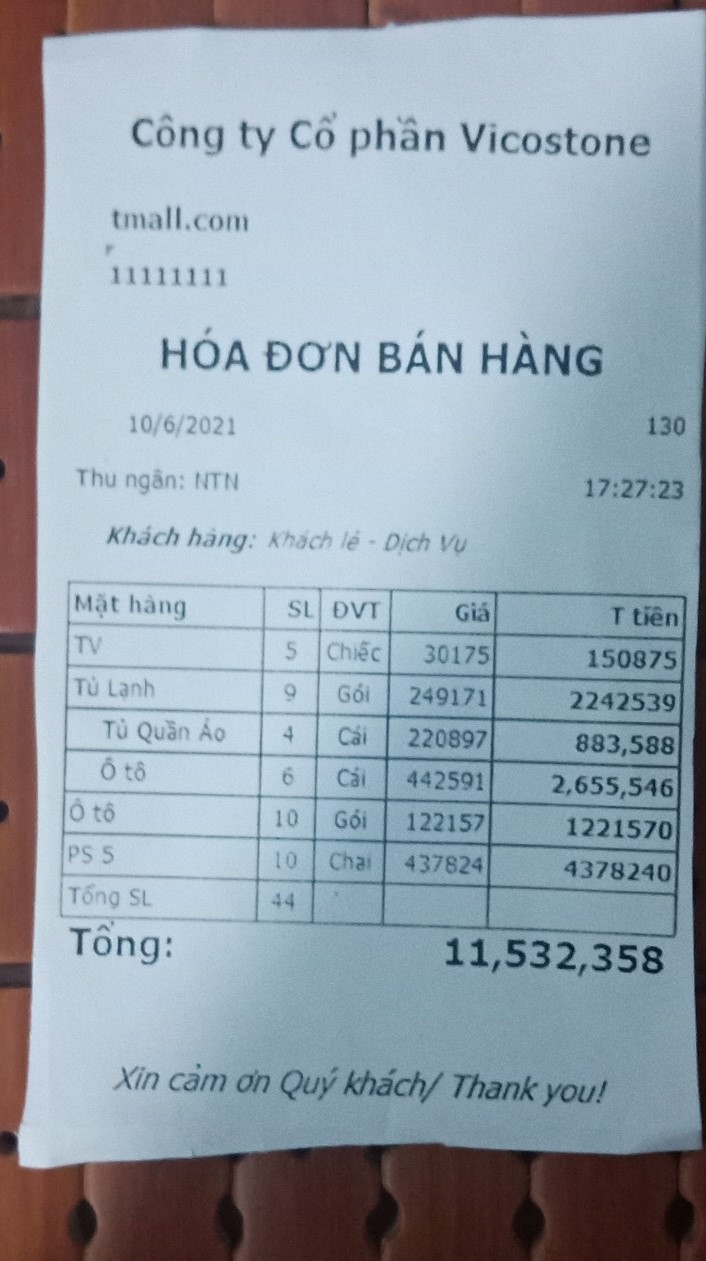 Công ty Cổ phần Vicostone
tmall.com
11111111
HÓA ĐƠN BÁN HÀNG
10/6/2021 130
Thu ngân: NTN 17:27:23
Khách hàng: Khách lẻ - Dịch Vụ
Mặt hàng SL ĐVT Giá T tiền
TV 5 Chiếc 30175 150875
Tủ Lạnh 9 Gói 249171 2242539
Tủ Quần Áo 4 Cái 220897 883,588
Ô tô 6 Cái 442591 2,655,546
Ô tô 10 Gói 122157 1221570
PS 5 10 Chai 437824 4378240
Tổng SL 44
Tổng: 11,532,358
Xin cảm ơn Quý khách/ Thank you!